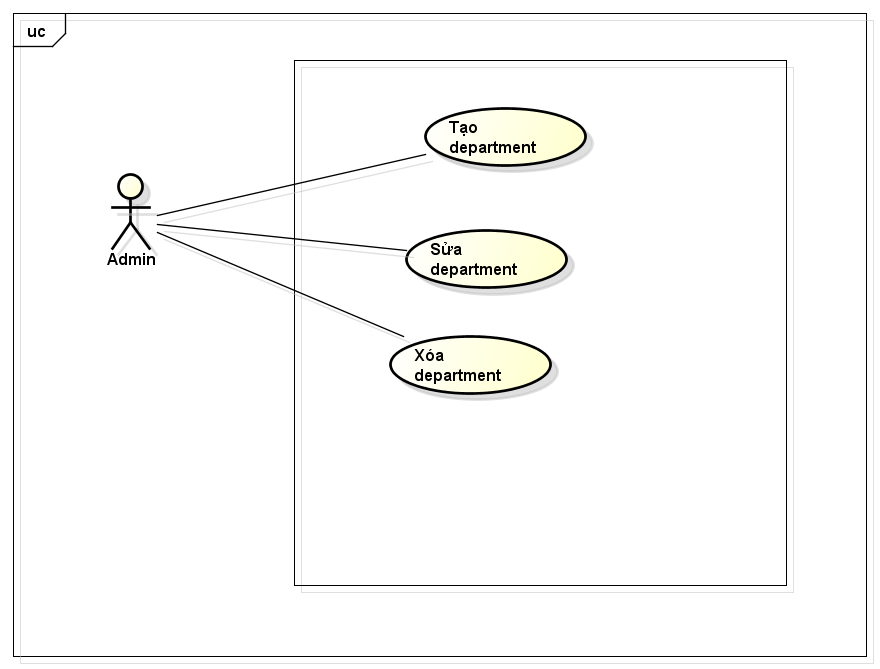 uc
Tạo
department
Admin
Sửa
department
Xóa
department